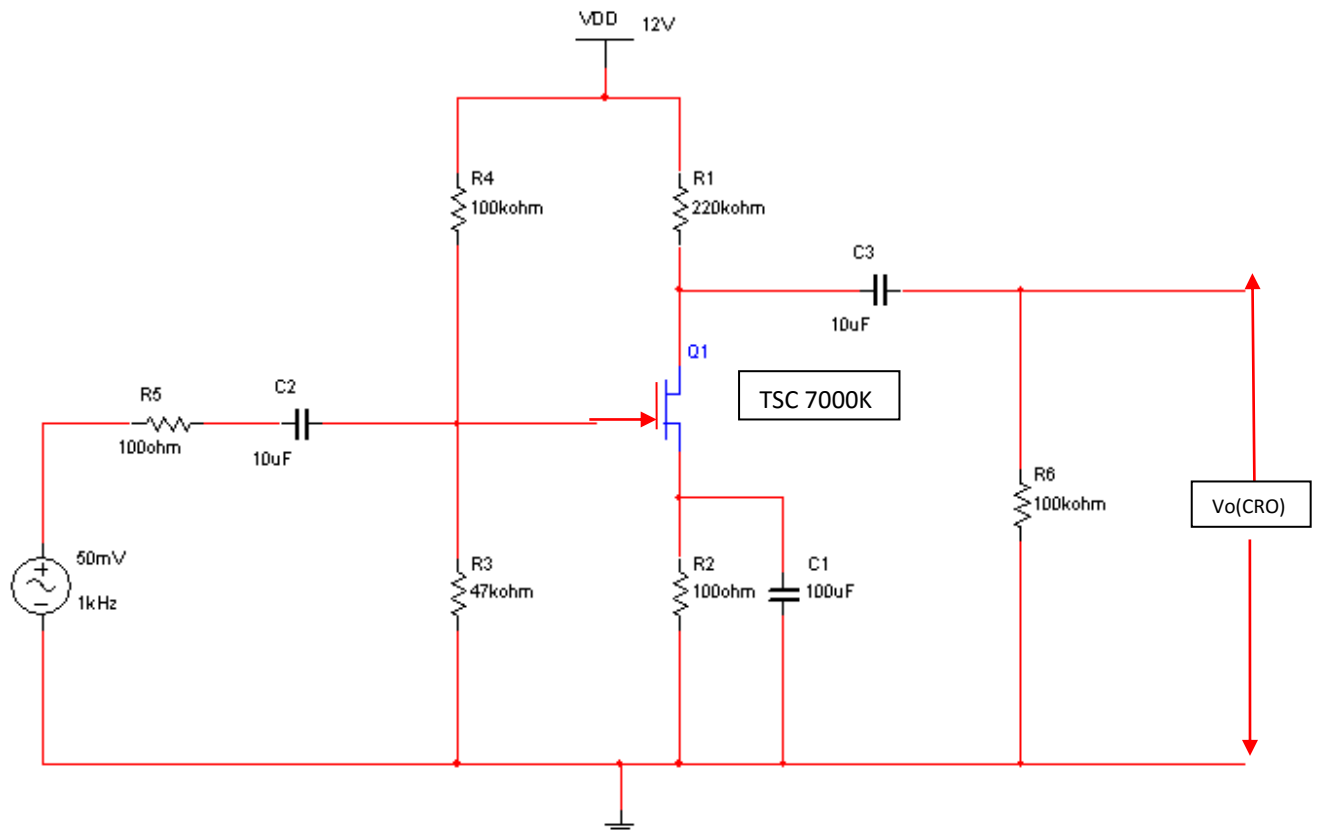 VDD 12V
R4
100kohm
R1
220kohm
C3
10uF
Q1
TSC 7000K
R5
100ohm
C2
10uF
R6
100kohm
Vo(CRO)
50mV
1kHz
R3
47kohm
R2
100ohm
C1
100uF